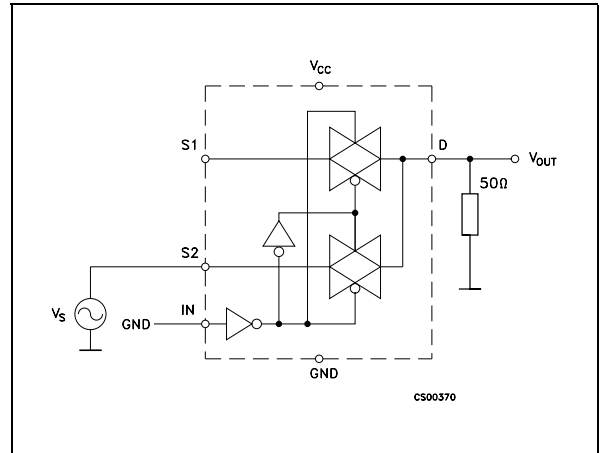 VCC
S1
D
VOUT
50Ω
S2
VS
IN
GND
GND
CS00370